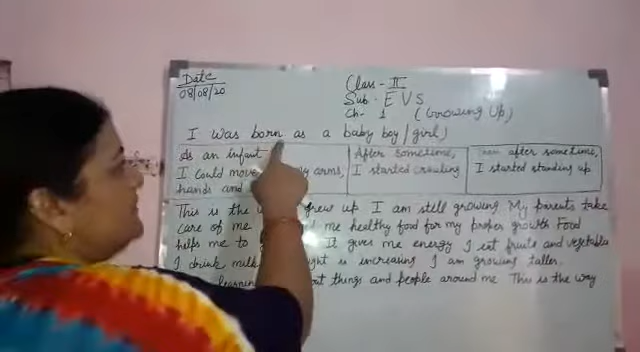 Date
08/08/20
Class - II
Sub - E V S
Ch - 1 (Growing Up)
I was born as a baby boy / girl)
As an infant
I could move my arms,
hands and
After sometime,
I started crawling
after sometime,
I started standing up
This is the grew up I am still growing. My parents take
care of me me healthy food for my proper growth Food
helps me to It gives me energy I eat fruits and vegetable
I drink milk is increasing I am growing taller.
things and people around me This is the way